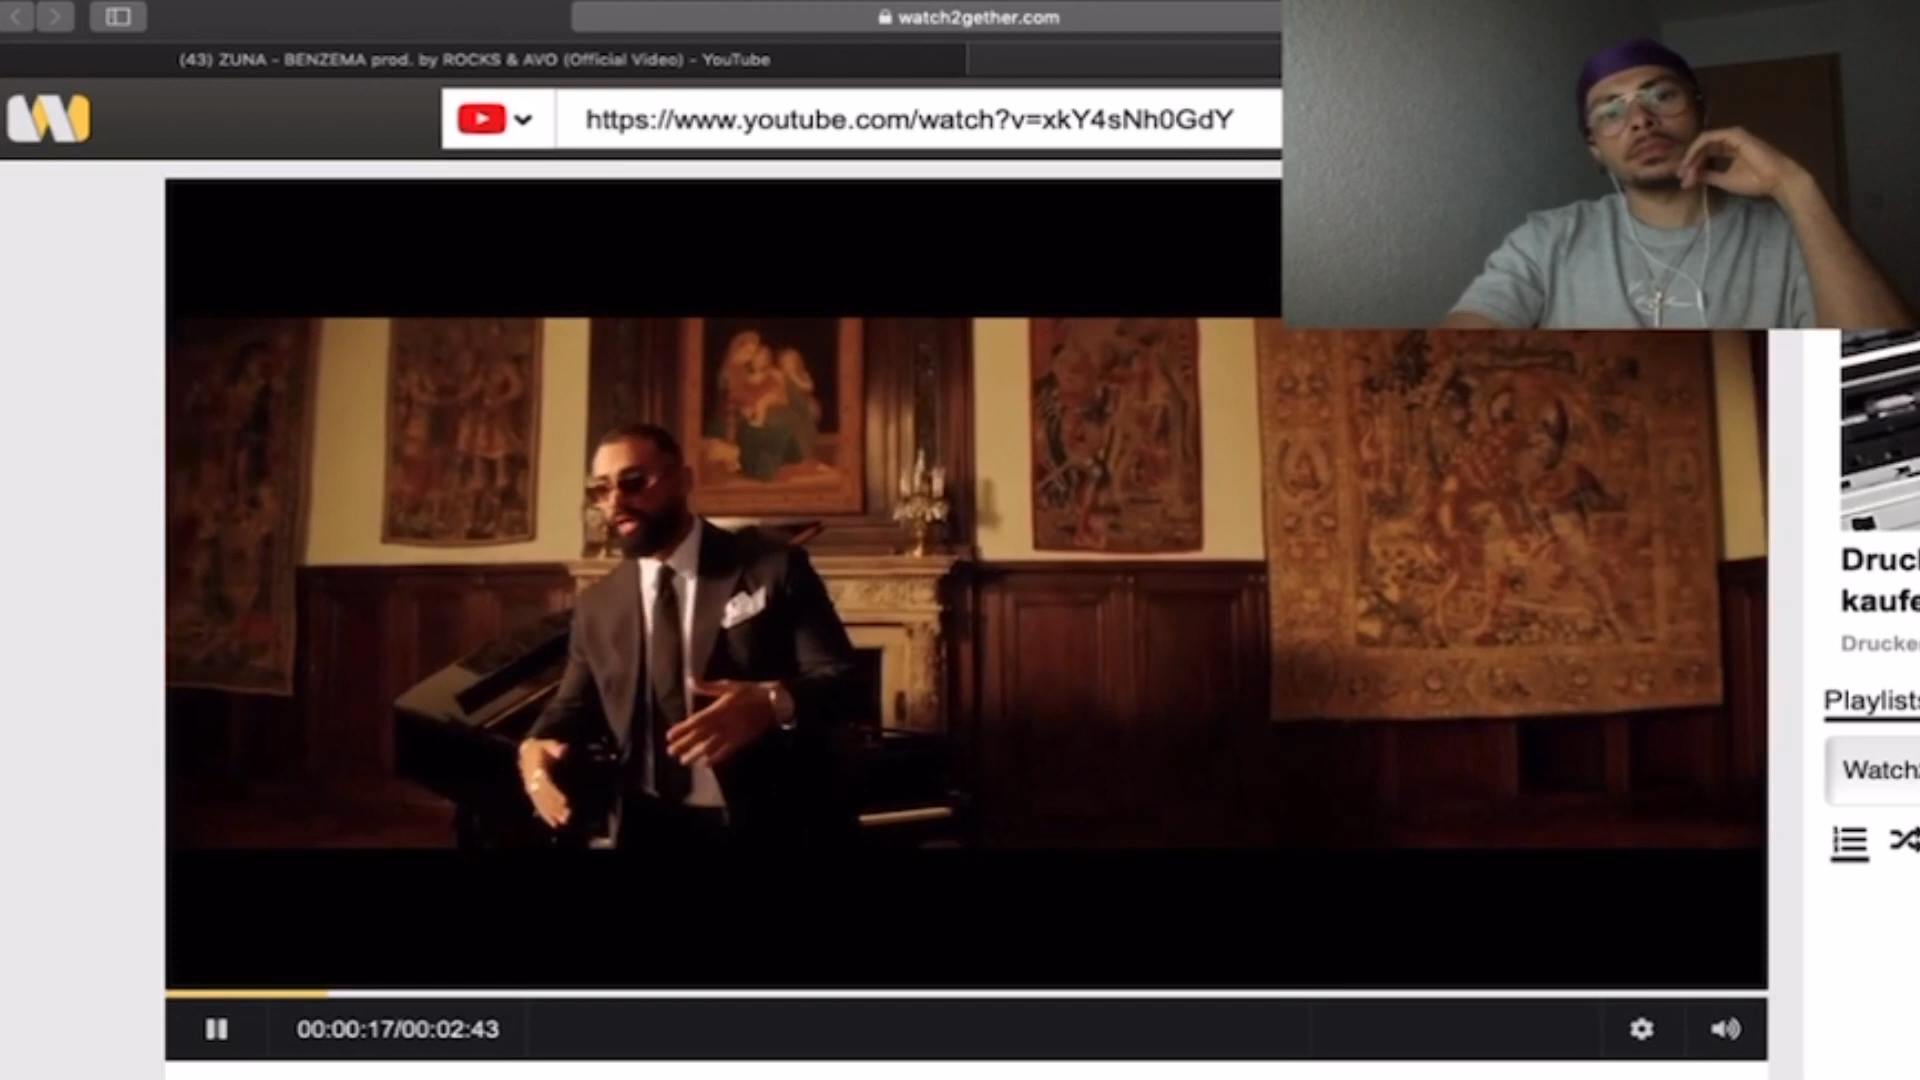 watch2gether.com
(43) ZUNA - BENZEMA prod. by ROCKS & AVO (Official Video) - YouTube
https://www.youtube.com/watch?v=xkY4sNh0GdY
Druc
kaufe
Drucke
Playlists
Watch2
00:00:17/00:02:43